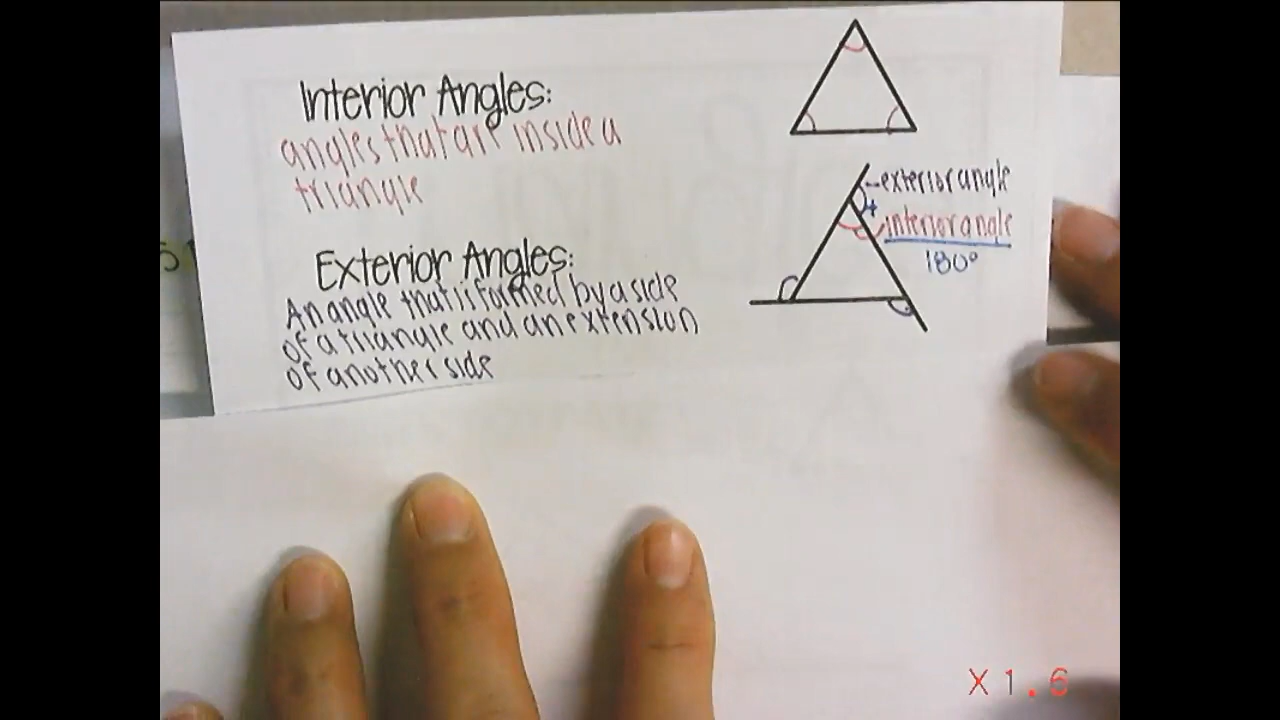 Interior Angles:
angles that are inside a
triangle
exterior angle
+
interior angle
180°
Exterior Angles:
An angle that is formed by a side
of a triangle and an extension
of another side
X1.6